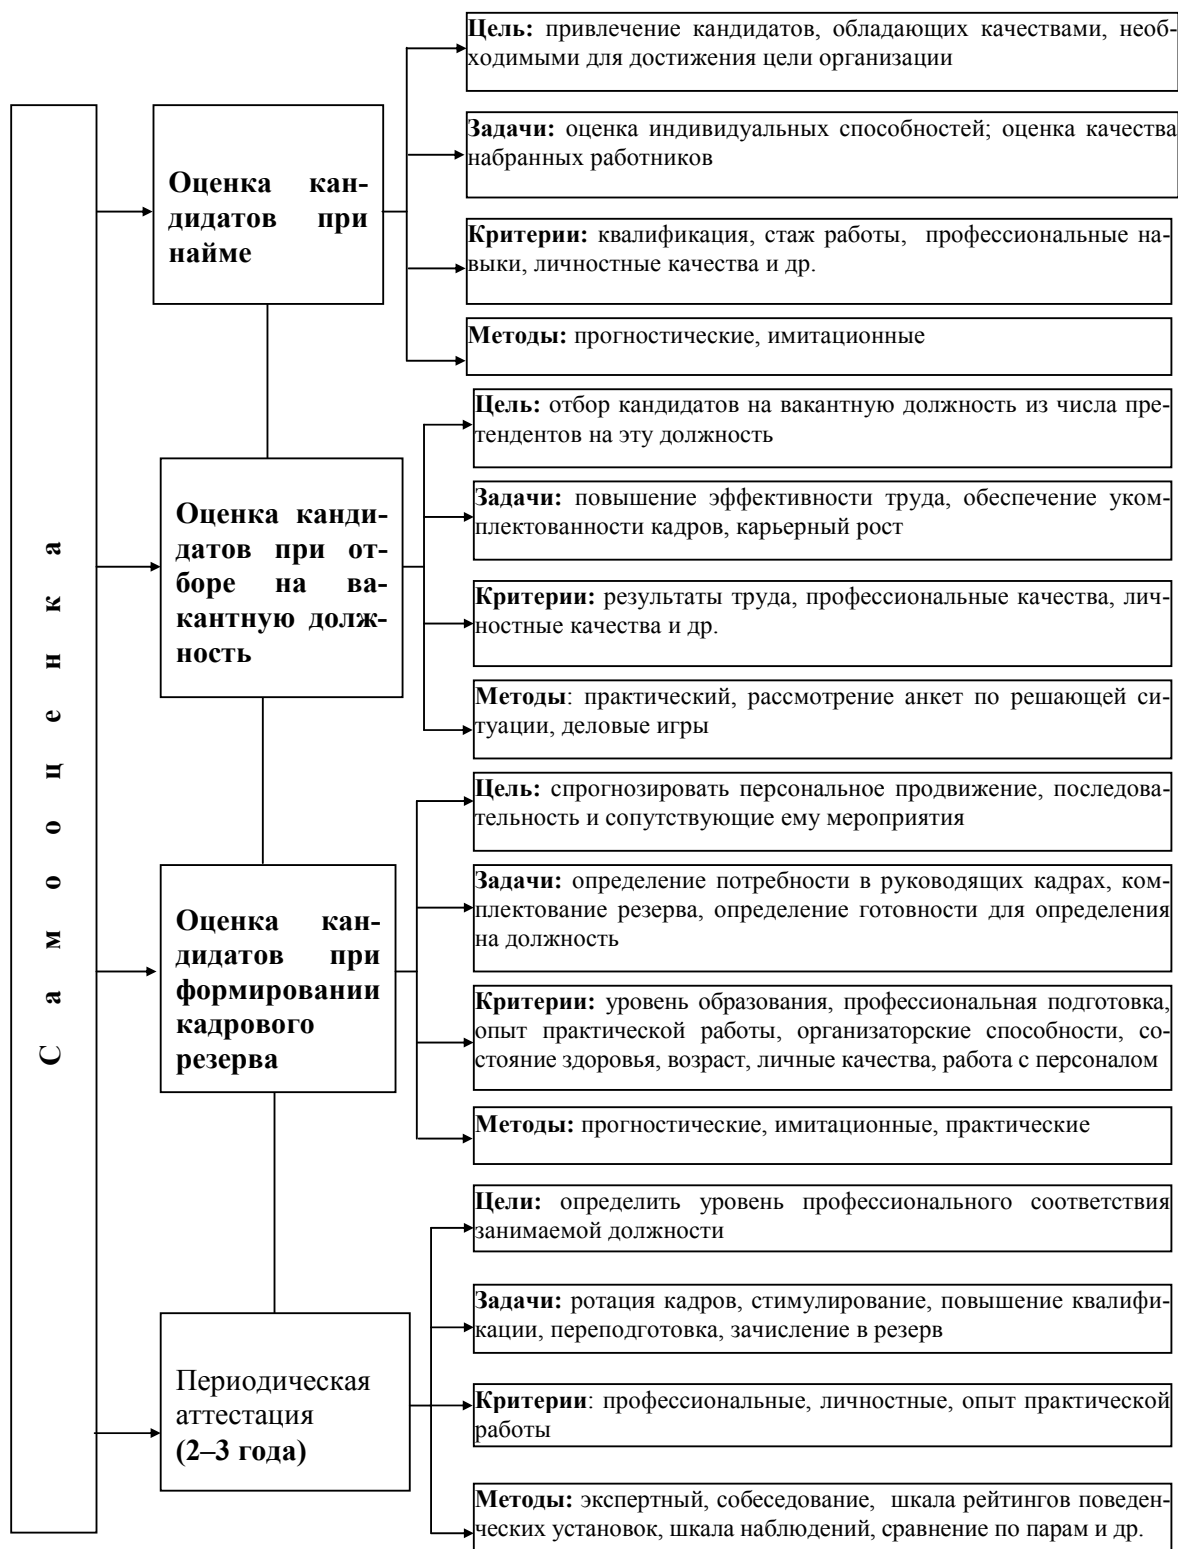 Самооценка
Оценка кан-
дидатов при
найме
Цель: привлечение кандидатов, обладающих качествами, необ-
ходимыми для достижения цели организации
Задачи: оценка индивидуальных способностей; оценка качества
набранных работников
Критерии: квалификация, стаж работы, профессиональные на-
выки, личностные качества и др.
Методы: прогностические, имитационные
Оценка кандидатов при отборе на вакантную должность
Оценка канди-
датов при от-
боре на ва-
кантную долж-
ность
Цель: отбор кандидатов на вакантную должность из числа пре-
тендентов на эту должность
Задачи: повышение эффективности труда, обеспечение уком-
плектованности кадров, карьерный рост
Критерии: результаты труда, профессиональные качества, лич-
ностные качества и др.
Методы: практический, рассмотрение анкет по решающей си-
туации, деловые игры
Оценка кан-
дидатов при
формировании
кадрового
резерва
Цель: спрогнозировать персональное продвижение, последова-
тельность и сопутствующие ему мероприятия
Задачи: определение потребности в руководящих кадрах, ком-
плектование резерва, определение готовности для определения
на должность
Критерии: уровень образования, профессиональная подготовка,
опыт практической работы, организаторские способности, со-
стояние здоровья, возраст, личные качества, работа с персоналом
Методы: прогностические, имитационные, практические
Периодическая
аттестация
(2–3 года)
Цели: определить уровень профессионального соответствия
занимаемой должности
Задачи: ротация кадров, стимулирование, повышение квалифи-
кации, переподготовка, зачисление в резерв
Критерии: профессиональные, личностные, опыт практической
работы
Методы: экспертный, собеседование, шкала рейтингов поведен-
ческих установок, шкала наблюдений, сравнение по парам и др.